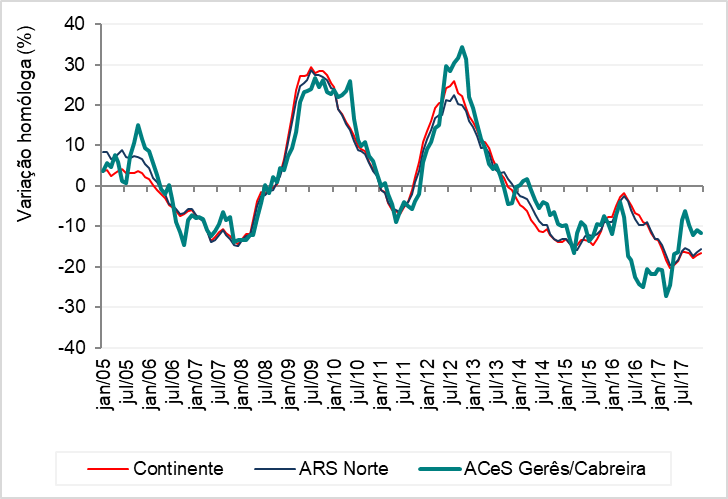 Variação homóloga (%)
40
30
20
10
0
-10
-20
-30
-40
jan/05
jul/05
jan/06
jul/06
jan/07
jul/07
jan/08
jul/08
jan/09
jul/09
jan/10
jul/10
jan/11
jul/11
jan/12
jul/12
jan/13
jul/13
jan/14
jul/14
jan/15
jul/15
jan/16
jul/16
jan/17
jul/17
Continente
ARS Norte
ACeS Gerês/Cabreira